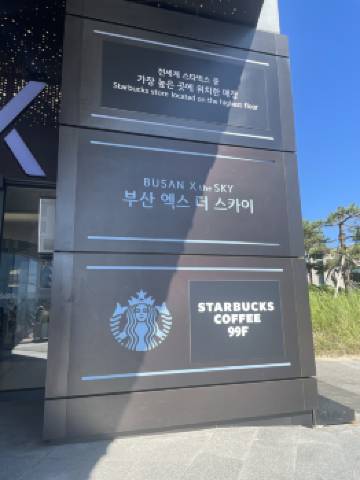 전세계 스타벅스 중
가장 높은 곳에 위치한 매장
Starbucks store located on the highest floor
BUSAN X the SKY
부산 엑스 더 스카이
STARBUCKS
COFFEE
99F